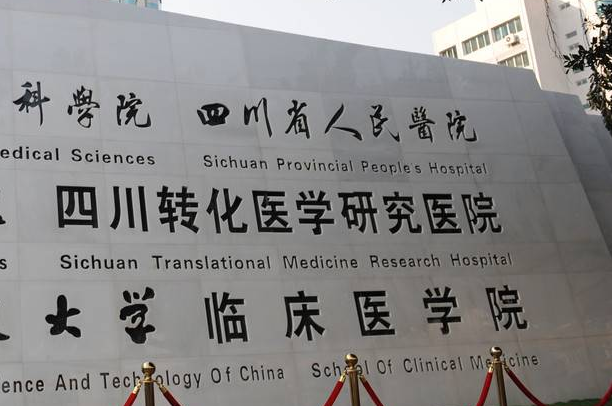 科學院 四川省人民醫院
edical Sciences Sichuan Provincial People's Hospital
四川转化医学研究医院
s Sichuan Translational Medicine Research Hospital
大学 临床医学院
ience And Technology Of China School Of Clinical Medicine